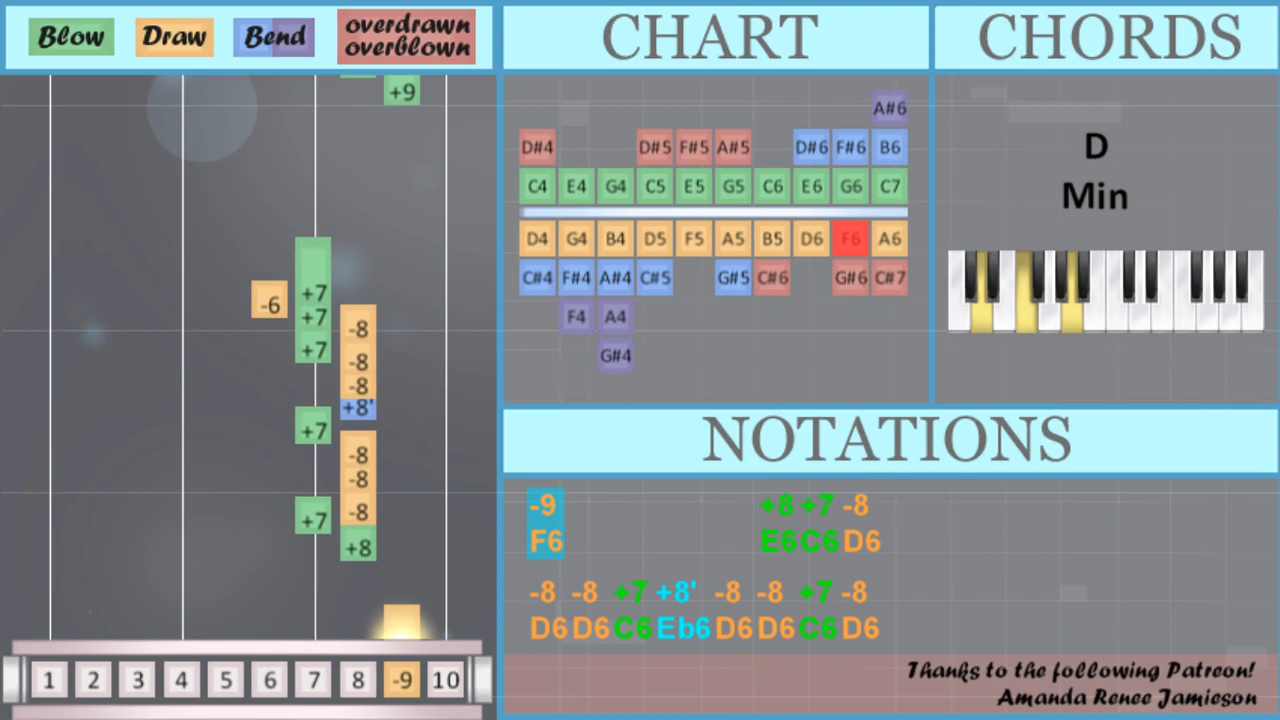 Blow Draw Bend overdrawn
overblown
CHART
CHORDS
+9
A#6
D#4 D#5 F#5 A#5 D#6 F#6 B6
C4 E4 G4 C5 E5 G5 C6 E6 G6 C7
D4 G4 B4 D5 F5 A5 B5 D6 F6 A6
C#4 F#4 A#4 C#5 G#5 C#6 G#6 C#7
F4 A4
G#4
D
Min
+7
-6
+7
-8
+7
-8
-8
+8'
+7
-8
-8
-8
+7
+8
NOTATIONS
-9 +8 +7 -8
F6 E6 C6 D6
-8 -8 +7 +8' -8 -8 +7 -8
D6 D6 C6 Eb6 D6 D6 C6 D6
1 2 3 4 5 6 7 8 -9 10
Thanks to the following Patreon!
Amanda Renee Jamieson